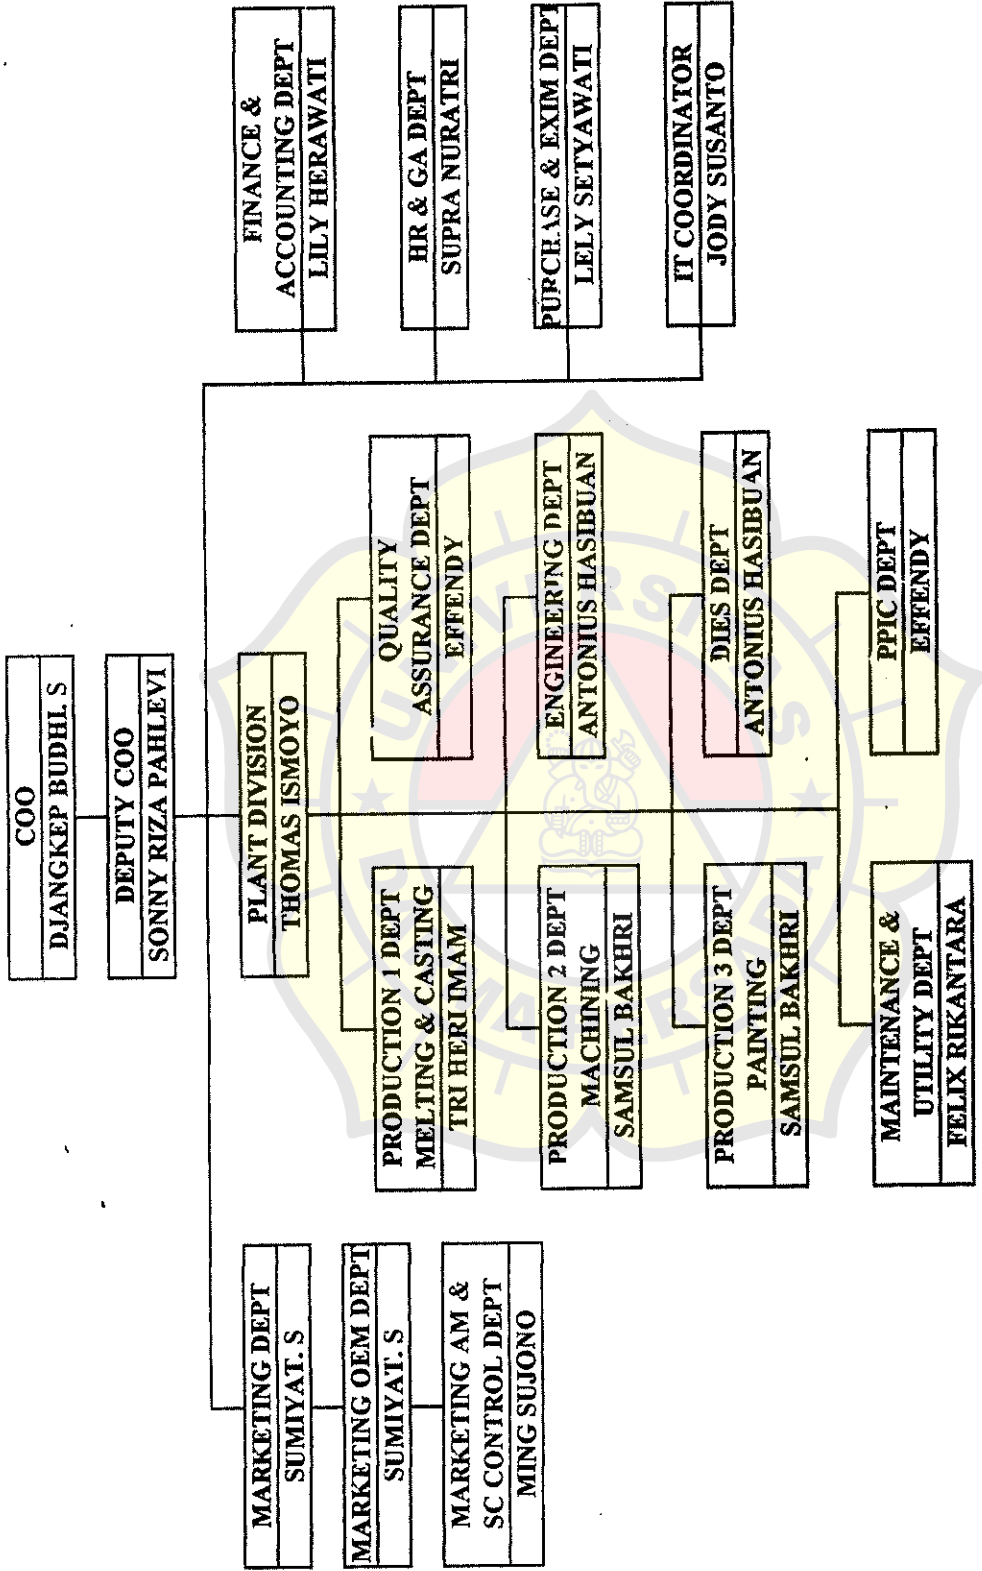 COO
DJANGKEP BUDHI. S
DEPUTY COO
SONNY RIZA PAHLEVI
PLANT DIVISION
THOMAS ISMOYO
MARKETING DEPT
SUMIYAT. S
MARKETING OEM DEPT
SUMIYAT. S
MARKETING AM &
SC CONTROL DEPT
MING SUJONO
PRODUCTION 1 DEPT
MELTING & CASTING
TRI HERI IMAM
PRODUCTION 2 DEPT
MACHINING
SAMSUL BAKHRI
PRODUCTION 3 DEPT
PAINTING
SAMSUL BAKHRI
MAINTENANCE &
UTILITY DEPT
FELIX RIKANTARA
QUALITY
ASSURANCE DEPT
EFFENDY
ENGINEERING DEPT
ANTONIUS HASIBUAN
DIES DEPT
ANTONIUS HASIBUAN
PPIC DEPT
EFFENDY
FINANCE &
ACCOUNTING DEPT
LILY HERAWATI
HR & GA DEPT
SUPRA NURATRI
PURCHASE & EXIM DEPT
LELY SETYAWATI
IT COORDINATOR
JODY SUSANTO
UNIVERSITAS
DARMA PERSADA